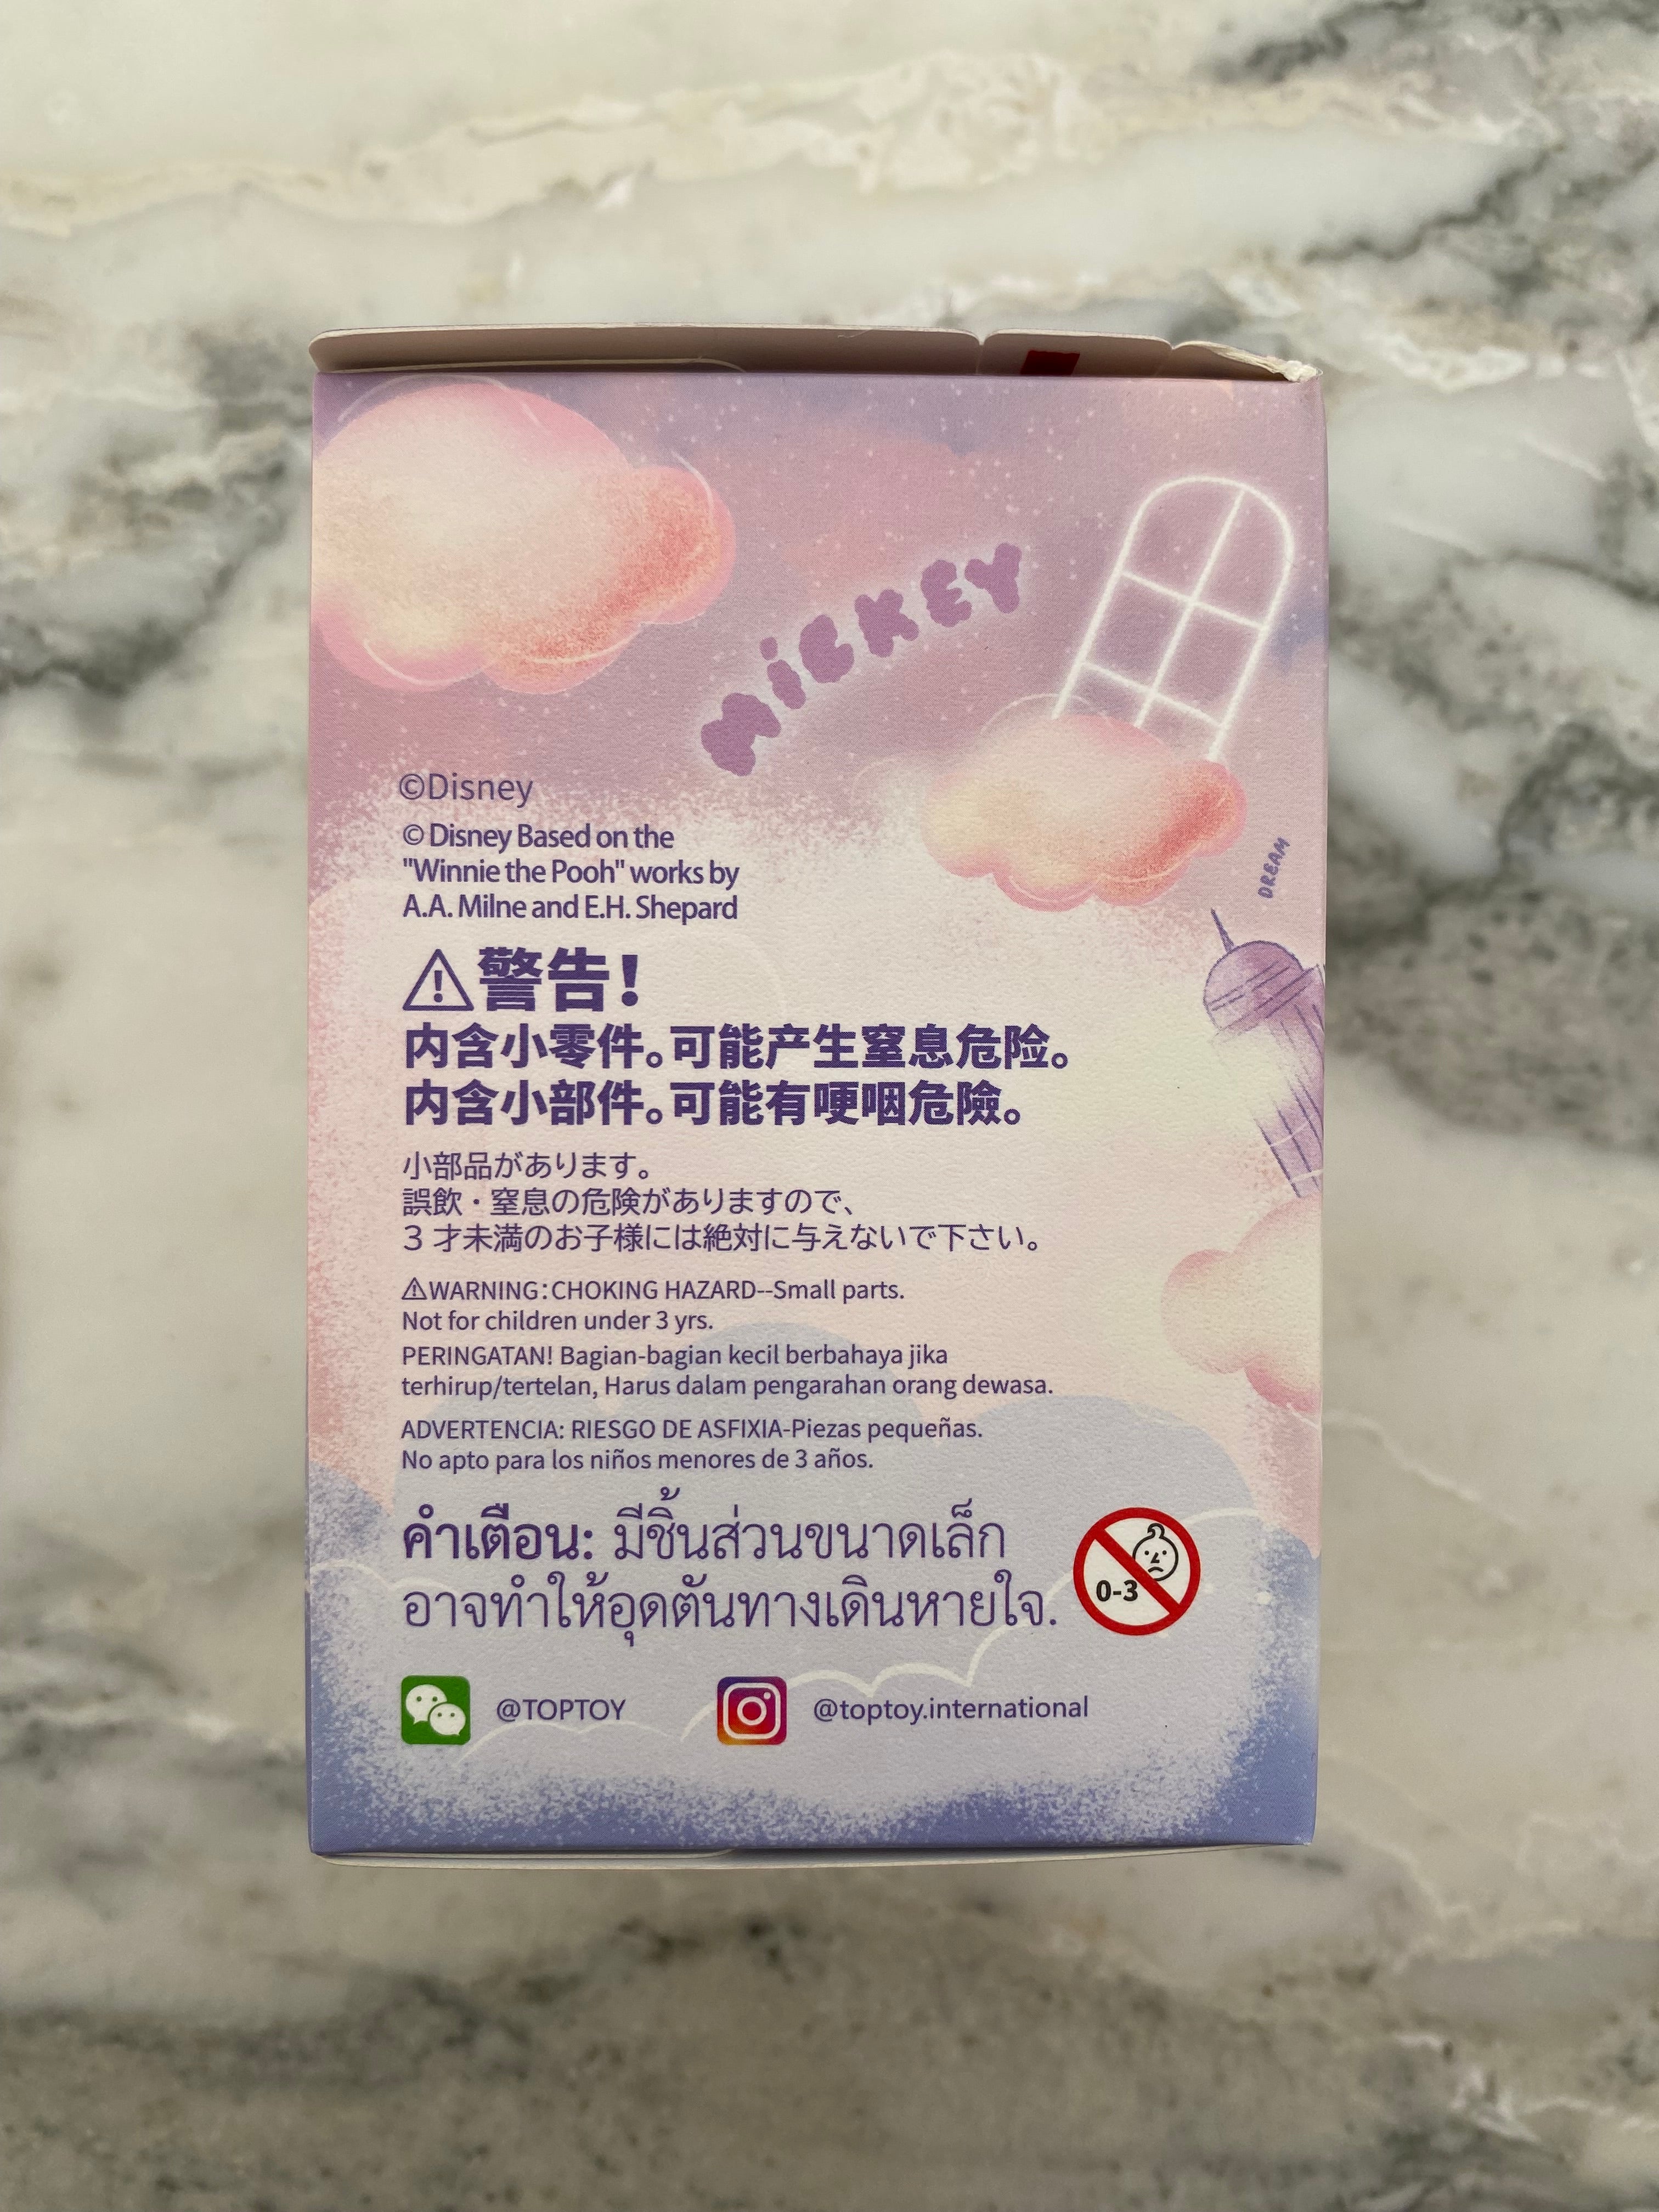 MiCKEY
©Disney
© Disney Based on the
"Winnie the Pooh" works by
A.A. Milne and E.H. Shepard
DREAM
⚠警告!
内含小零件。可能产生窒息危险。
内含小部件。可能有哽咽危險。
小部品があります。
誤飲・窒息の危険がありますので、
3 才未満のお子様には絶対に与えないで下さい。
⚠WARNING:CHOKING HAZARD--Small parts.
Not for children under 3 yrs.
PERINGATAN! Bagian-bagian kecil berbahaya jika
terhirup/tertelan, Harus dalam pengarahan orang dewasa.
ADVERTENCIA: RIESGO DE ASFIXIA-Piezas pequeñas.
No apto para los niños menores de 3 años.
คำเตือน: มีชิ้นส่วนขนาดเล็ก
อาจทำให้อุดตันทางเดินหายใจ.
0-3
@TOPTOY
@toptoy.international